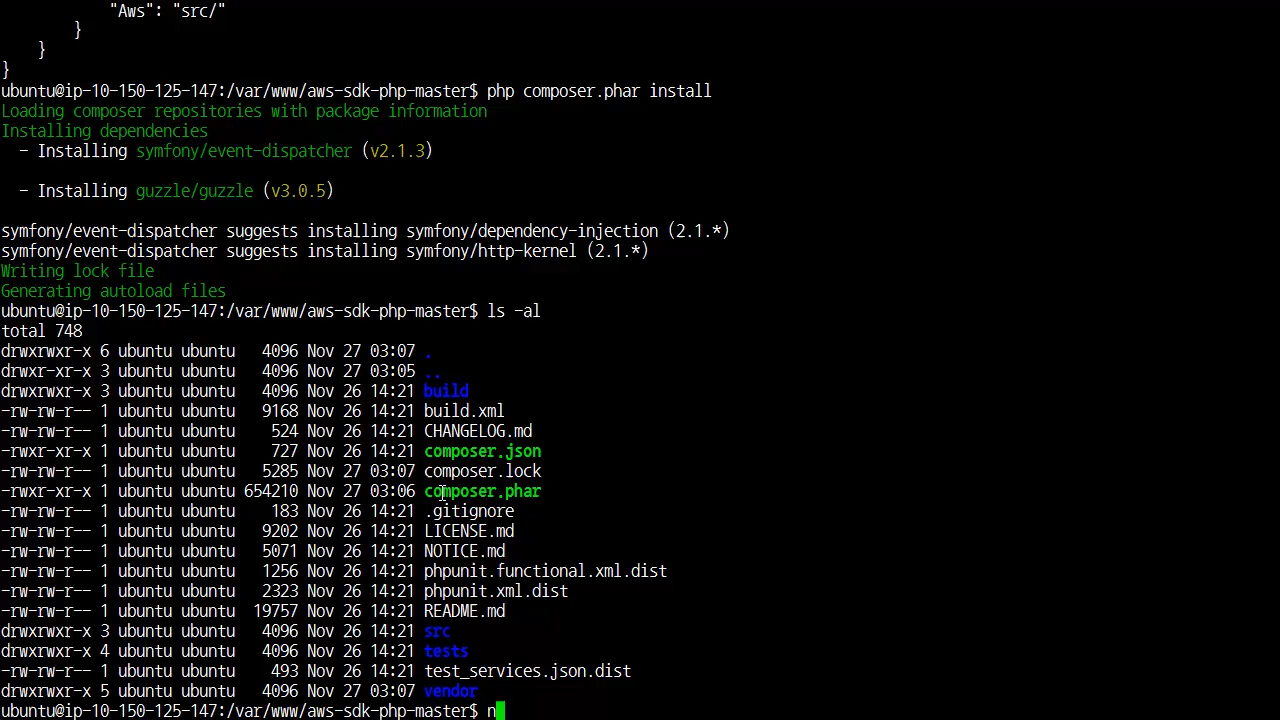 "Aws": "src/"
}
}
}
ubuntu@ip-10-150-125-147:/var/www/aws-sdk-php-master$ php composer.phar install
Loading composer repositories with package information
Installing dependencies
- Installing symfony/event-dispatcher (v2.1.3)
- Installing guzzle/guzzle (v3.0.5)
symfony/event-dispatcher suggests installing symfony/dependency-injection (2.1.*)
symfony/event-dispatcher suggests installing symfony/http-kernel (2.1.*)
Writing lock file
Generating autoload files
ubuntu@ip-10-150-125-147:/var/www/aws-sdk-php-master$ ls -al
total 748
drwxrwxr-x 6 ubuntu ubuntu 4096 Nov 27 03:07 .
drwxrwxr-x 3 ubuntu ubuntu 4096 Nov 27 03:05 ..
drwxrwxr-x 3 ubuntu ubuntu 4096 Nov 26 14:21 build
-rw-rw-r-- 1 ubuntu ubuntu 9168 Nov 26 14:21 build.xml
-rw-rw-r-- 1 ubuntu ubuntu 524 Nov 26 14:21 CHANGELOG.md
-rwxr-xr-x 1 ubuntu ubuntu 727 Nov 26 14:21 composer.json
-rw-rw-r-- 1 ubuntu ubuntu 5285 Nov 27 03:07 composer.lock
-rwxr-xr-x 1 ubuntu ubuntu 654210 Nov 27 03:06 composer.phar
-rw-rw-r-- 1 ubuntu ubuntu 183 Nov 26 14:21 .gitignore
-rw-rw-r-- 1 ubuntu ubuntu 9202 Nov 26 14:21 LICENSE.md
-rw-rw-r-- 1 ubuntu ubuntu 5071 Nov 26 14:21 NOTICE.md
-rw-rw-r-- 1 ubuntu ubuntu 1256 Nov 26 14:21 phpunit.functional.xml.dist
-rw-rw-r-- 1 ubuntu ubuntu 2323 Nov 26 14:21 phpunit.xml.dist
-rw-rw-r-- 1 ubuntu ubuntu 19757 Nov 26 14:21 README.md
drwxrwxr-x 3 ubuntu ubuntu 4096 Nov 26 14:21 src
drwxrwxr-x 4 ubuntu ubuntu 4096 Nov 26 14:21 tests
-rw-rw-r-- 1 ubuntu ubuntu 493 Nov 26 14:21 test_services.json.dist
drwxrwxr-x 5 ubuntu ubuntu 4096 Nov 27 03:07 vendor
ubuntu@ip-10-150-125-147:/var/www/aws-sdk-php-master$ n